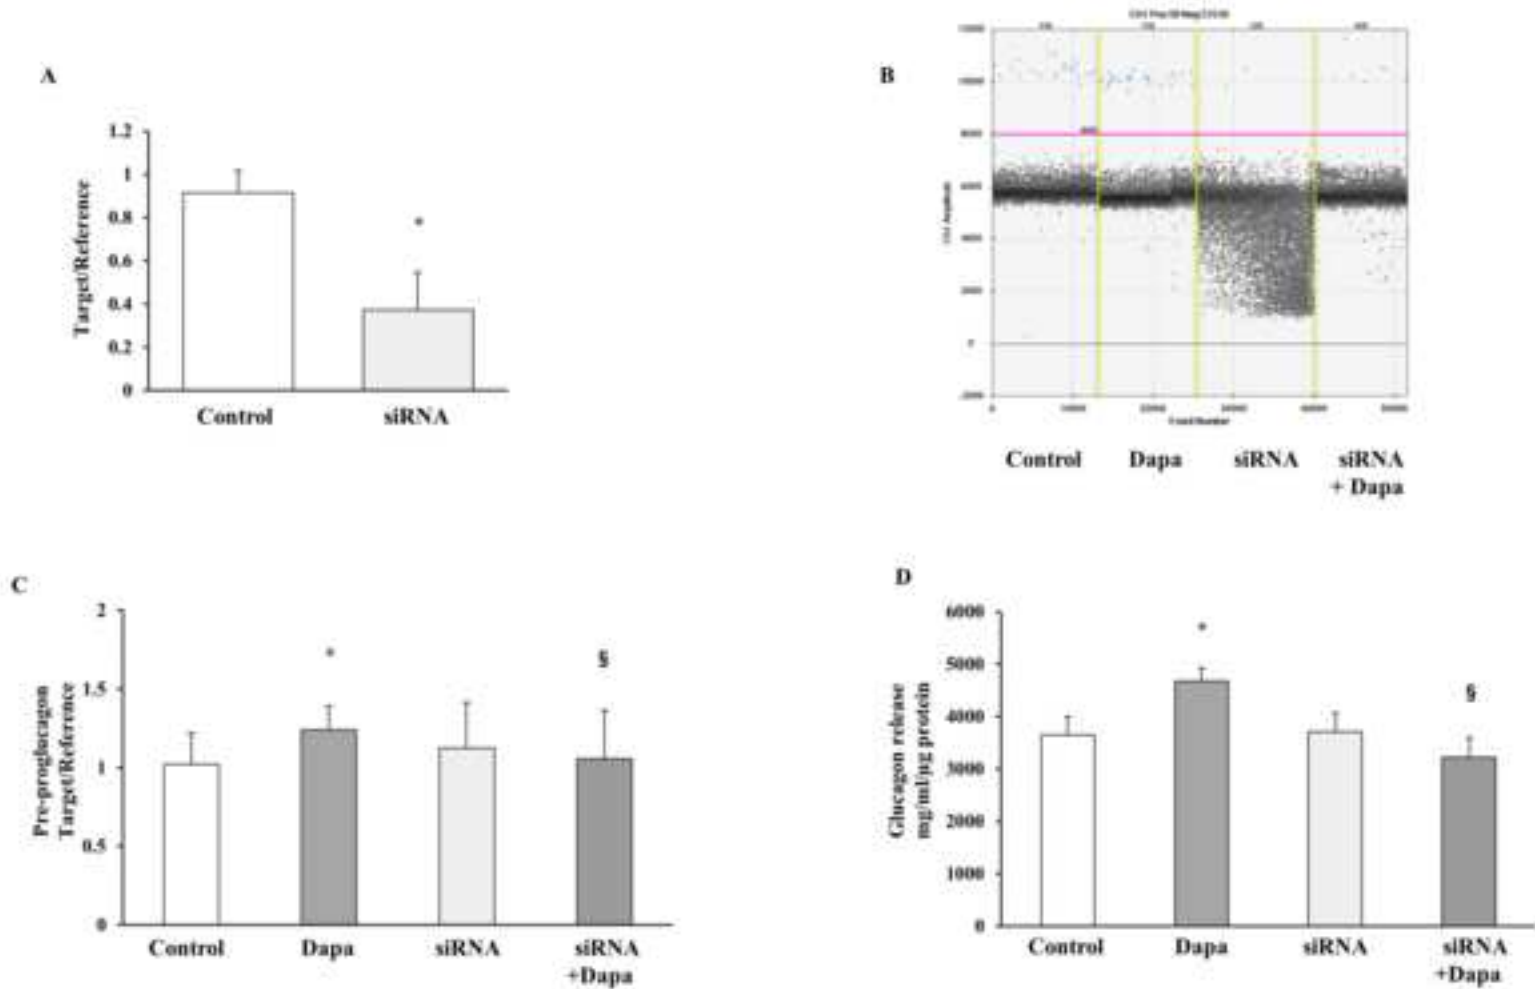 A
1.2
1
0.8
0.6
0.4
0.2
0
Target/Reference
*
Control
siRNA
B
0
Control
Dapa
siRNA
siRNA
+ Dapa
C
2
1.5
1
0.5
0
Pre-proglucagon
Target/Reference
*
§
Control
Dapa
siRNA
siRNA
+Dapa
D
6000
5000
4000
3000
2000
1000
0
Glucagon release
mg/ml/µg protein
*
§
Control
Dapa
siRNA
siRNA
+Dapa